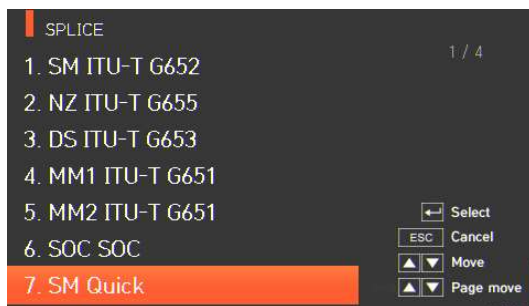 SPLICE
1 / 4
1. SM ITU-T G652
2. NZ ITU-T G655
3. DS ITU-T G653
4. MM1 ITU-T G651
5. MM2 ITU-T G651
6. SOC SOC
7. SM Quick
Select
ESC Cancel
▲ ▼ Move
▲ ▼ Page move